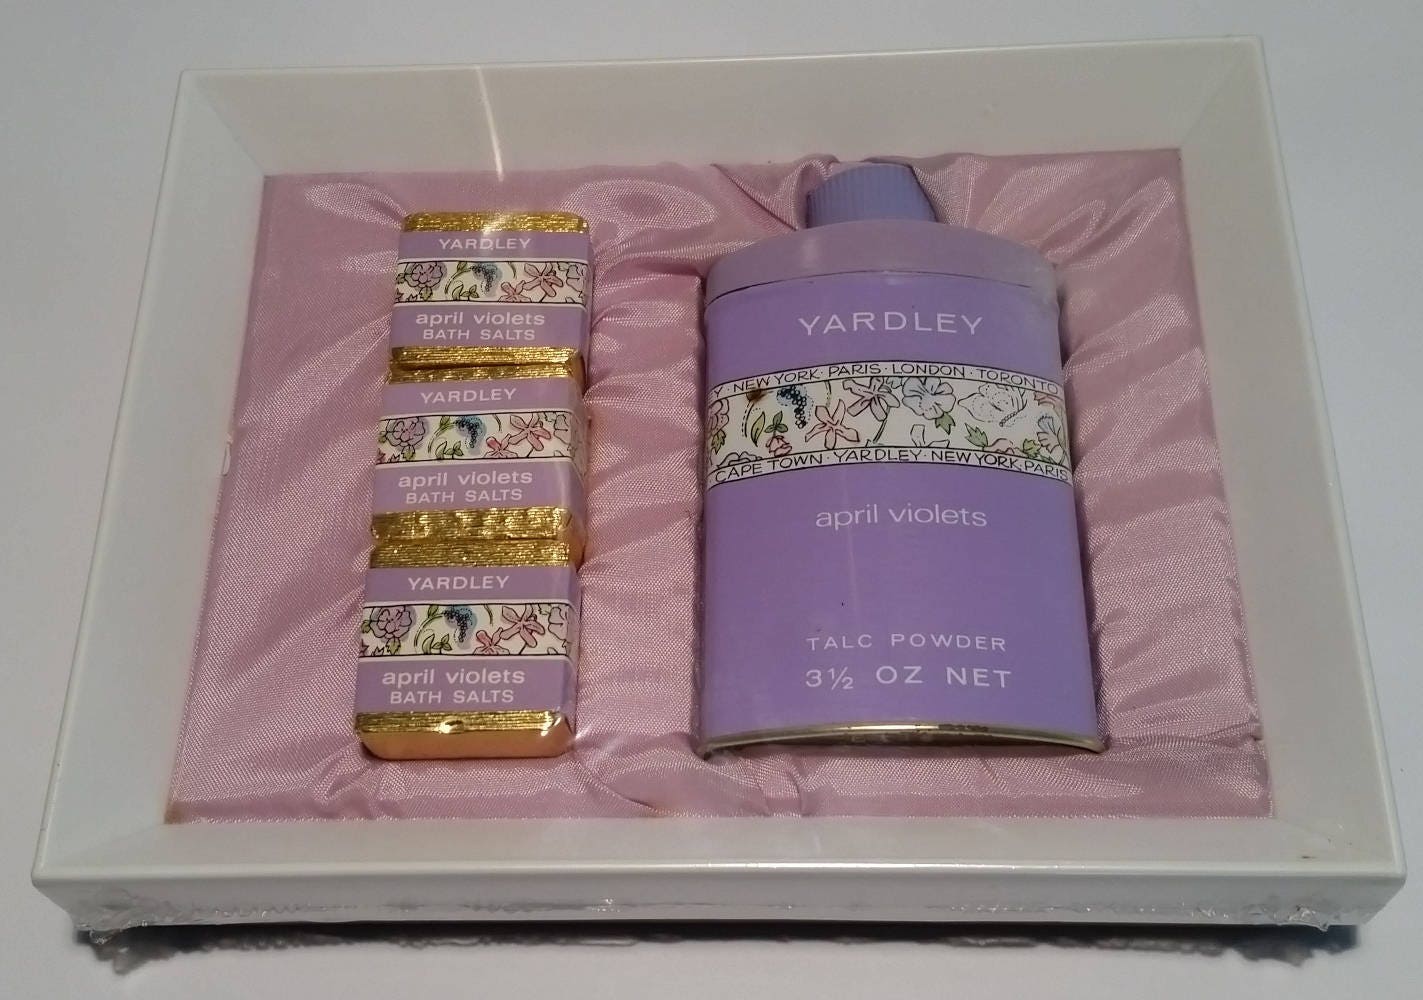 YARDLEY
april violets
BATH SALTS
YARDLEY
april violets
BATH SALTS
YARDLEY
april violets
BATH SALTS
YARDLEY
Y · NEW YORK · PARIS · LONDON · TORONTO
CAPE TOWN · YARDLEY · NEW YORK · PARIS
april violets
TALC POWDER
3½ OZ NET